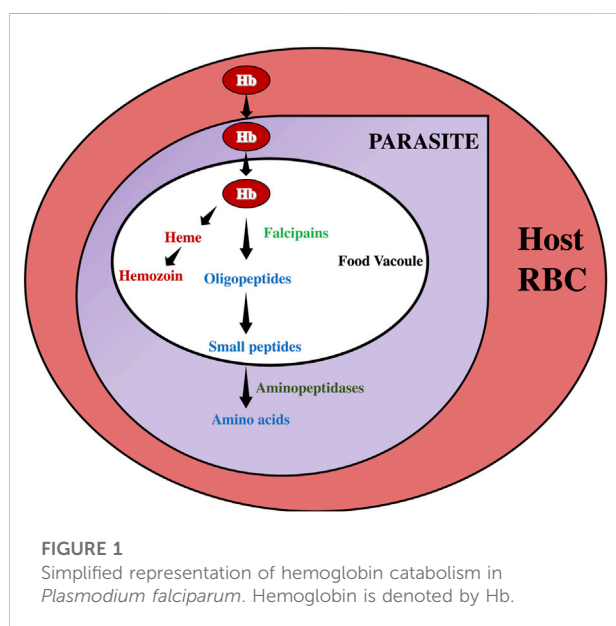 Hb
Hb
PARASITE
Hb
Heme
Falcipains
Food Vacoule
Host
RBC
Hemozoin
Oligopeptides
Small peptides
Aminopeptidases
Amino acids
FIGURE 1
Simplified representation of hemoglobin catabolism in
Plasmodium falciparum. Hemoglobin is denoted by Hb.